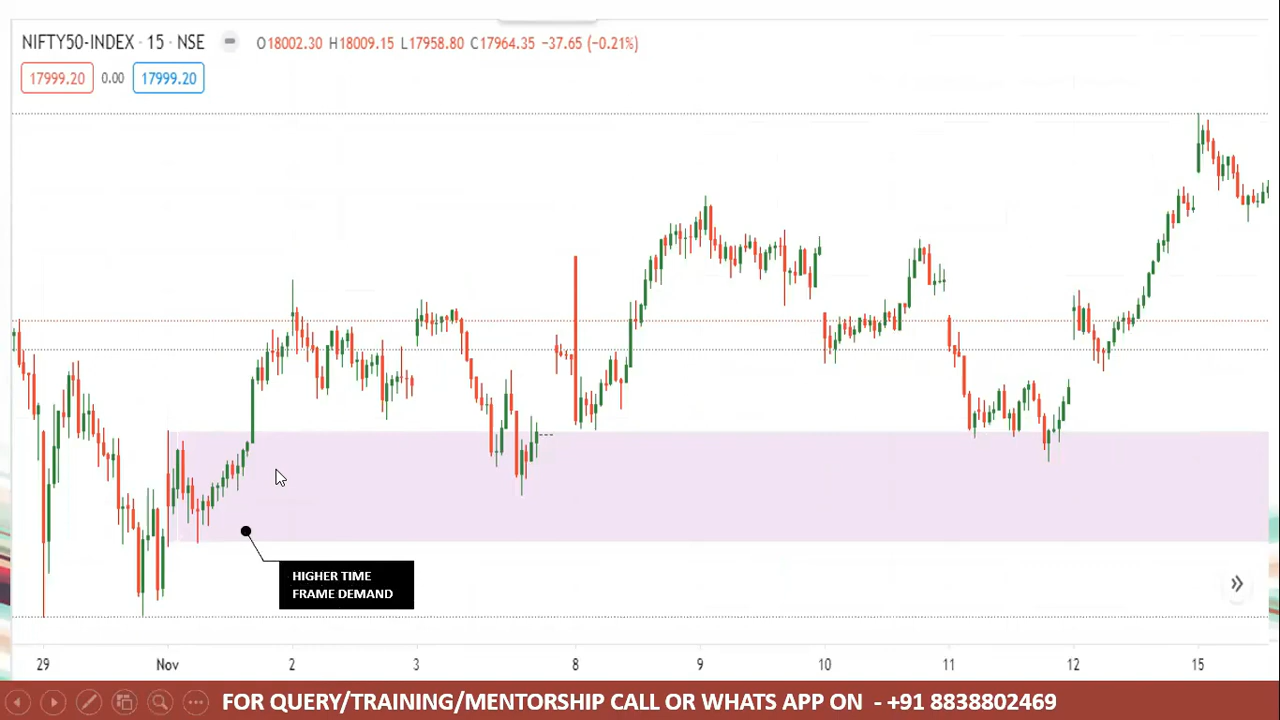 NIFTY50-INDEX · 15 · NSE O18002.30 H18009.15 L17958.80 C17964.35 −37.65 (−0.21%)
17999.20 0.00 17999.20
HIGHER TIME
FRAME DEMAND
29 Nov 2 3 8 9 10 11 12 15
FOR QUERY/TRAINING/MENTORSHIP CALL OR WHATS APP ON - +91 8838802469